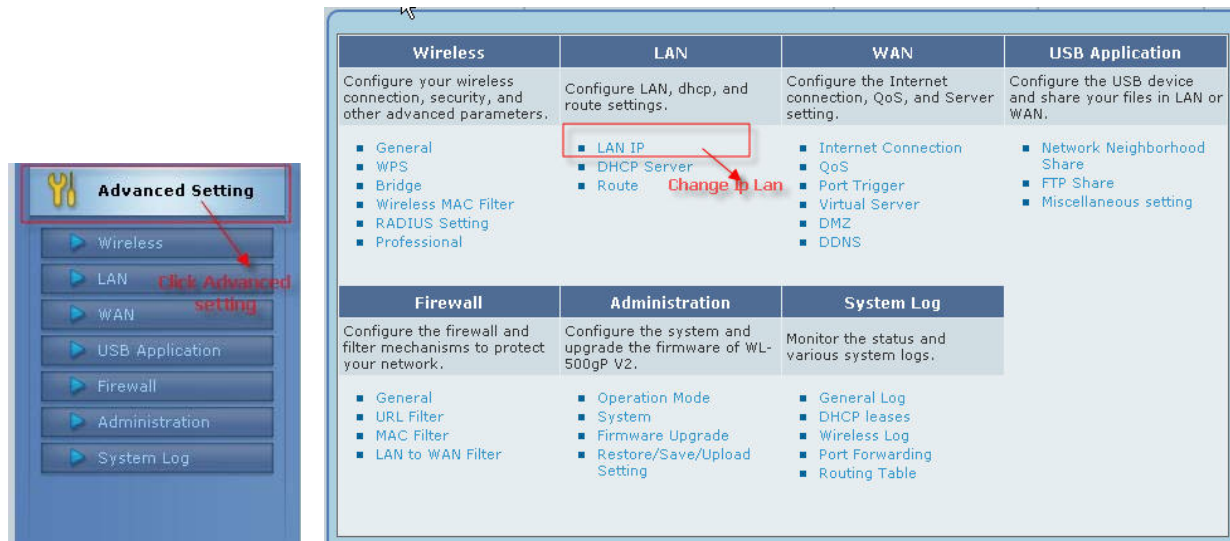 Advanced Setting
Wireless
LAN
Click Advanced
setting
WAN
USB Application
Firewall
Administration
System Log
Wireless
Configure your wireless
connection, security, and
other advanced parameters.
General
WPS
Bridge
Wireless MAC Filter
RADIUS Setting
Professional
LAN
Configure LAN, dhcp, and
route settings.
LAN IP
DHCP Server
Route
Change Ip Lan
WAN
Configure the Internet
connection, QoS, and Server
setting.
Internet Connection
QoS
Port Trigger
Virtual Server
DMZ
DDNS
USB Application
Configure the USB device
and share your files in LAN or
WAN.
Network Neighborhood
Share
FTP Share
Miscellaneous setting
Firewall
Configure the firewall and
filter mechanisms to protect
your network.
General
URL Filter
MAC Filter
LAN to WAN Filter
Administration
Configure the system and
upgrade the firmware of WL-
500gP V2.
Operation Mode
System
Firmware Upgrade
Restore/Save/Upload
Setting
System Log
Monitor the status and
various system logs.
General Log
DHCP leases
Wireless Log
Port Forwarding
Routing Table